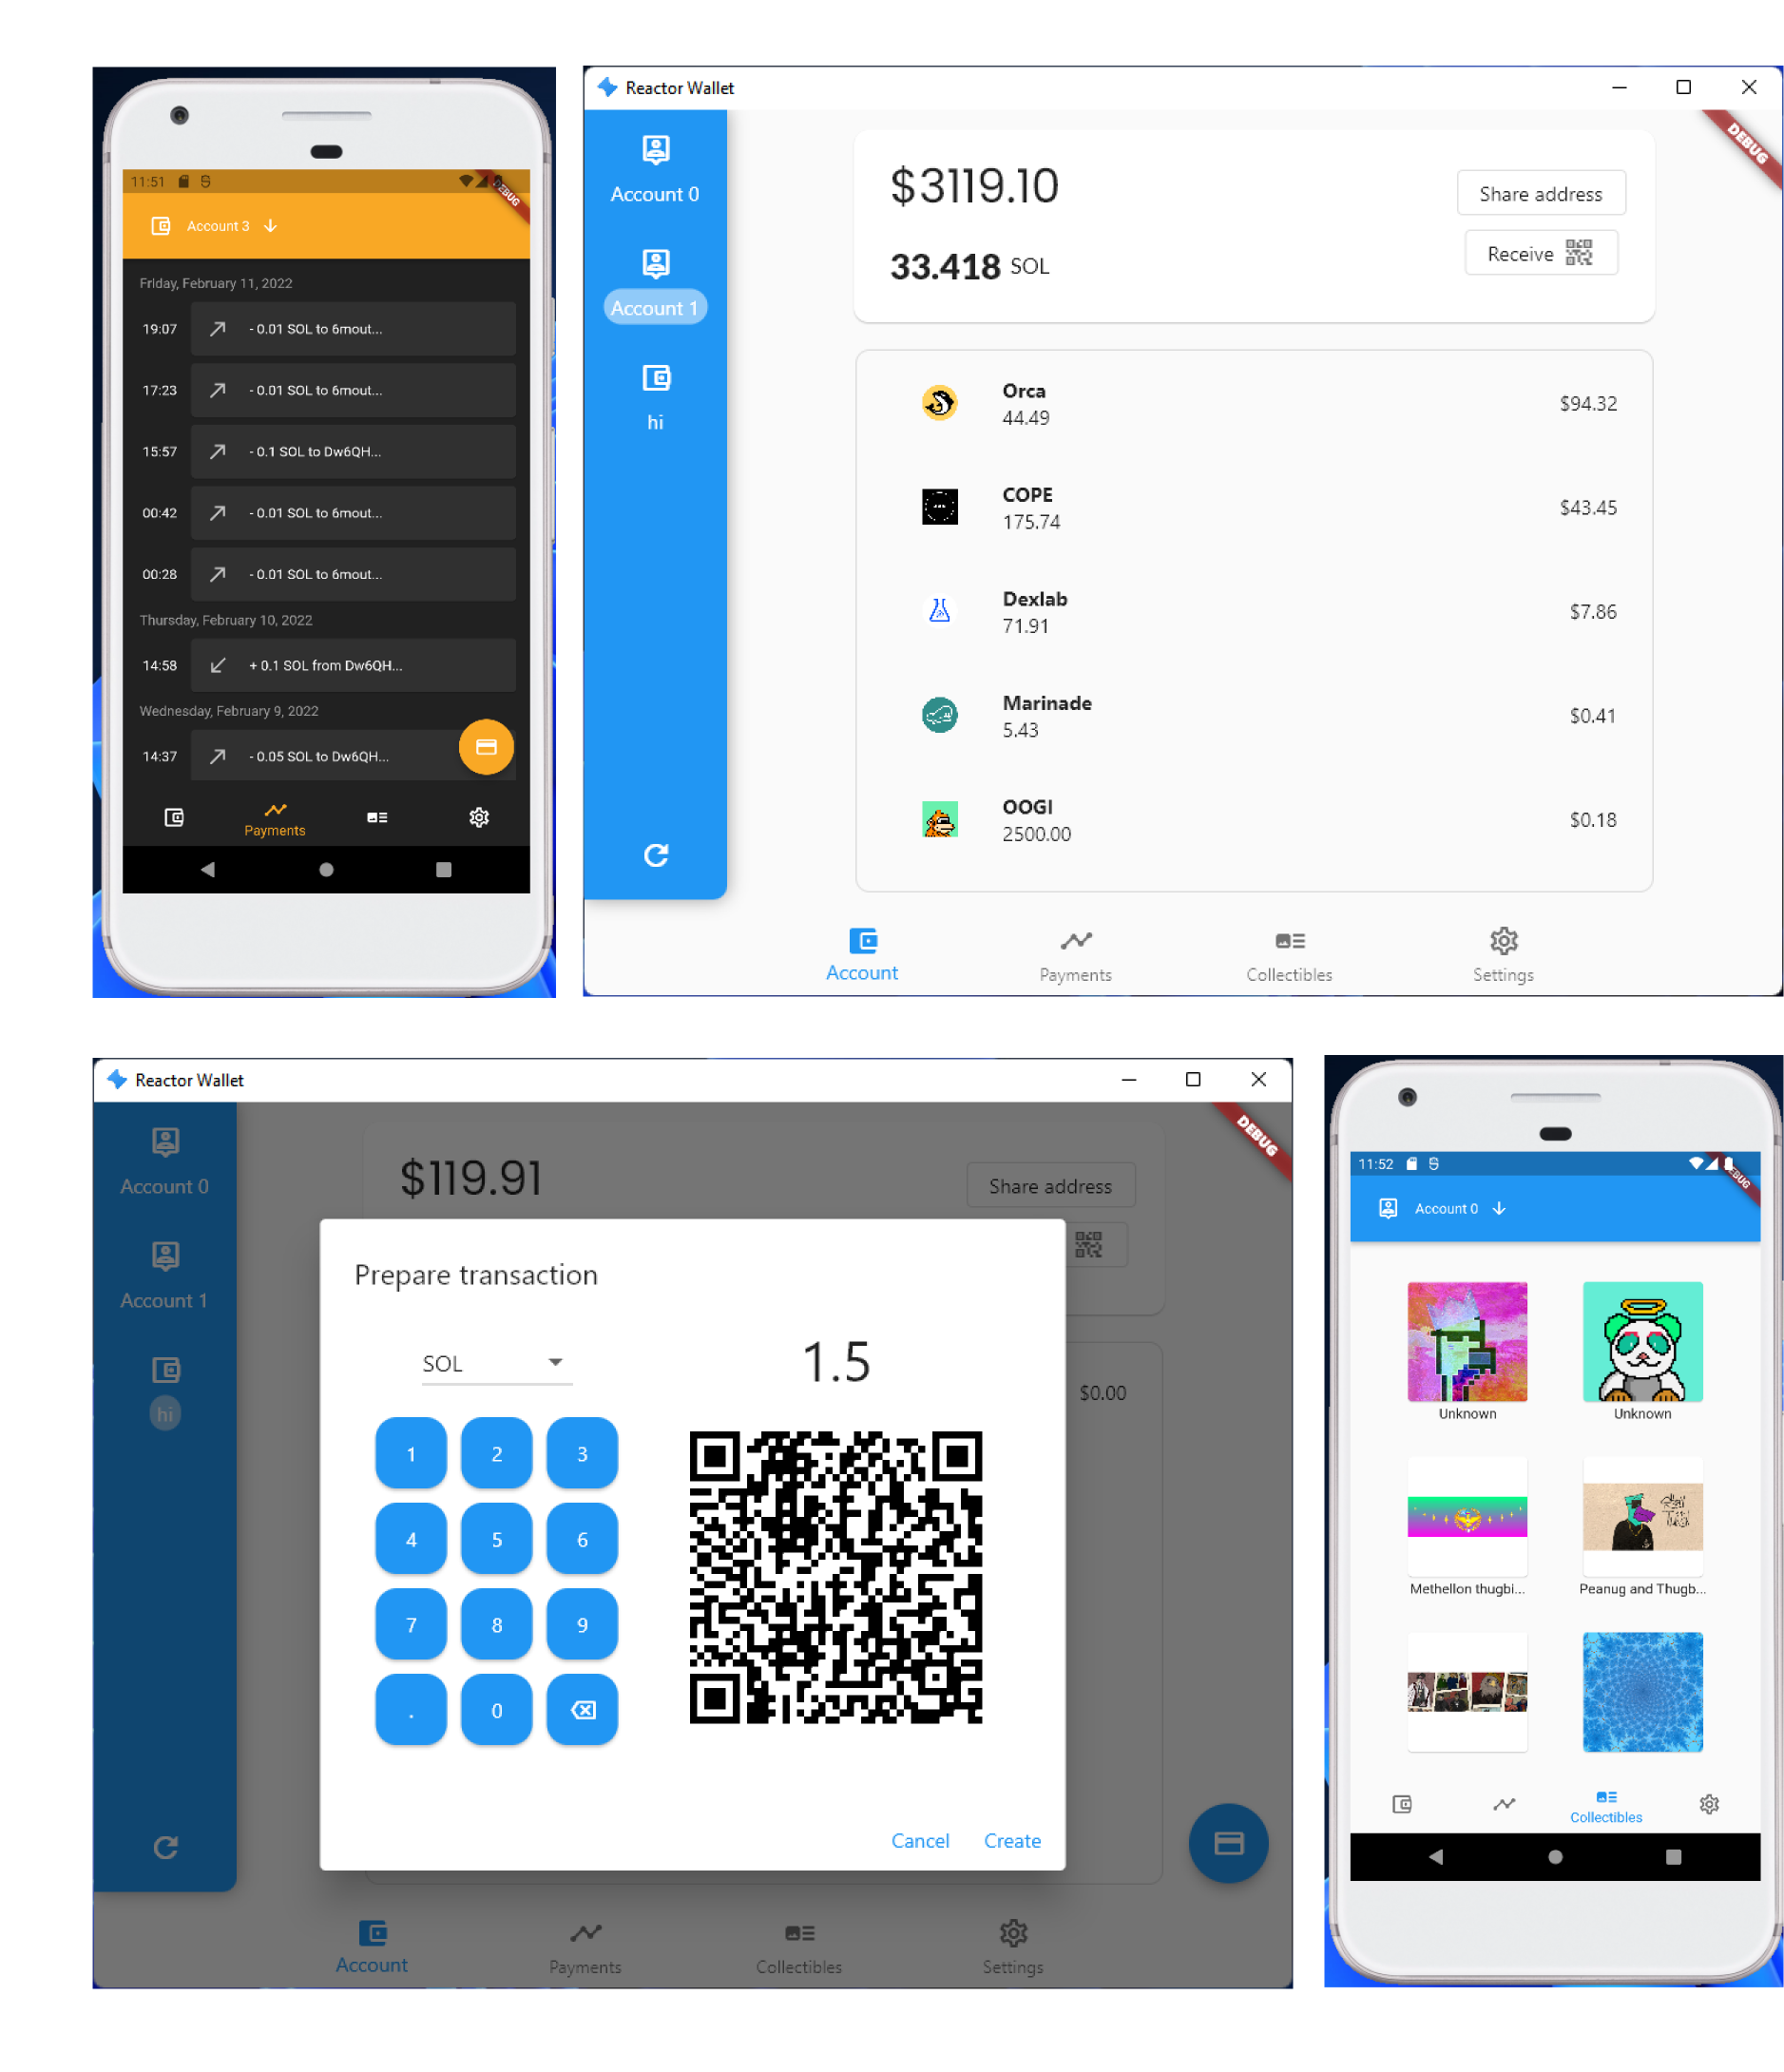 11:51
DEBUG
Account 3
Friday, February 11, 2022
19:07 - 0.01 SOL to 6mout...
17:23 - 0.01 SOL to 6mout...
15:57 - 0.1 SOL to Dw6QH...
00:42 - 0.01 SOL to 6mout...
00:28 - 0.01 SOL to 6mout...
Thursday, February 10, 2022
14:58 + 0.1 SOL from Dw6QH...
Wednesday, February 9, 2022
14:37 - 0.05 SOL to Dw6QH...
Payments
Reactor Wallet
DEBUG
Account 0
Account 1
hi
$3119.10
33.418 SOL
Share address
Receive
Orca
44.49
$94.32
COPE
175.74
$43.45
Dexlab
71.91
$7.86
Marinade
5.43
$0.41
OOGI
2500.00
$0.18
Account
Payments
Collectibles
Settings
Reactor Wallet
DEBUG
Account 0
Account 1
hi
$119.91
Share address
$0.00
Prepare transaction
SOL
1.5
1 2 3
4 5 6
7 8 9
. 0
Cancel Create
Account
Payments
Collectibles
Settings
11:52
DEBUG
Account 0
Unknown
Unknown
Methellon thugbi...
Peanug and Thugb...
Collectibles